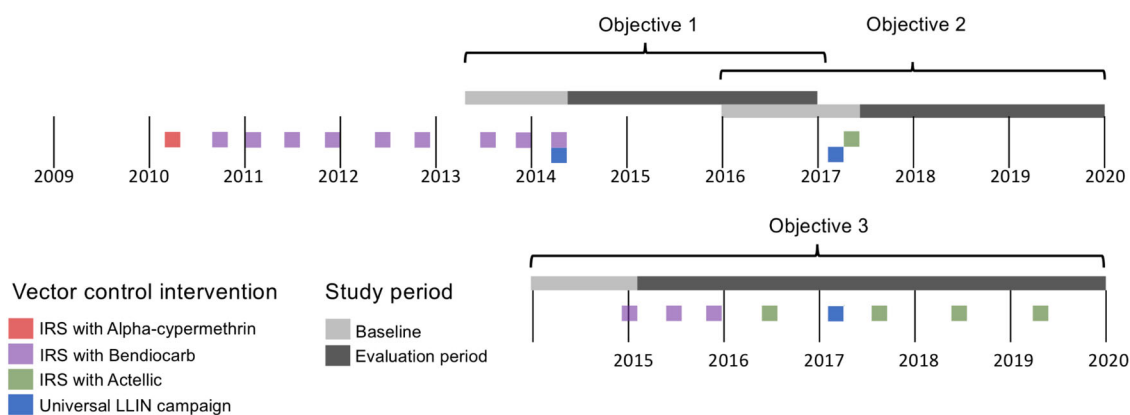 Objective 1
Objective 2
2009 2010 2011 2012 2013 2014 2015 2016 2017 2018 2019 2020
Objective 3
2015 2016 2017 2018 2019 2020
Vector control intervention
IRS with Alpha-cypermethrin
IRS with Bendiocarb
IRS with Actellic
Universal LLIN campaign
Study period
Baseline
Evaluation period